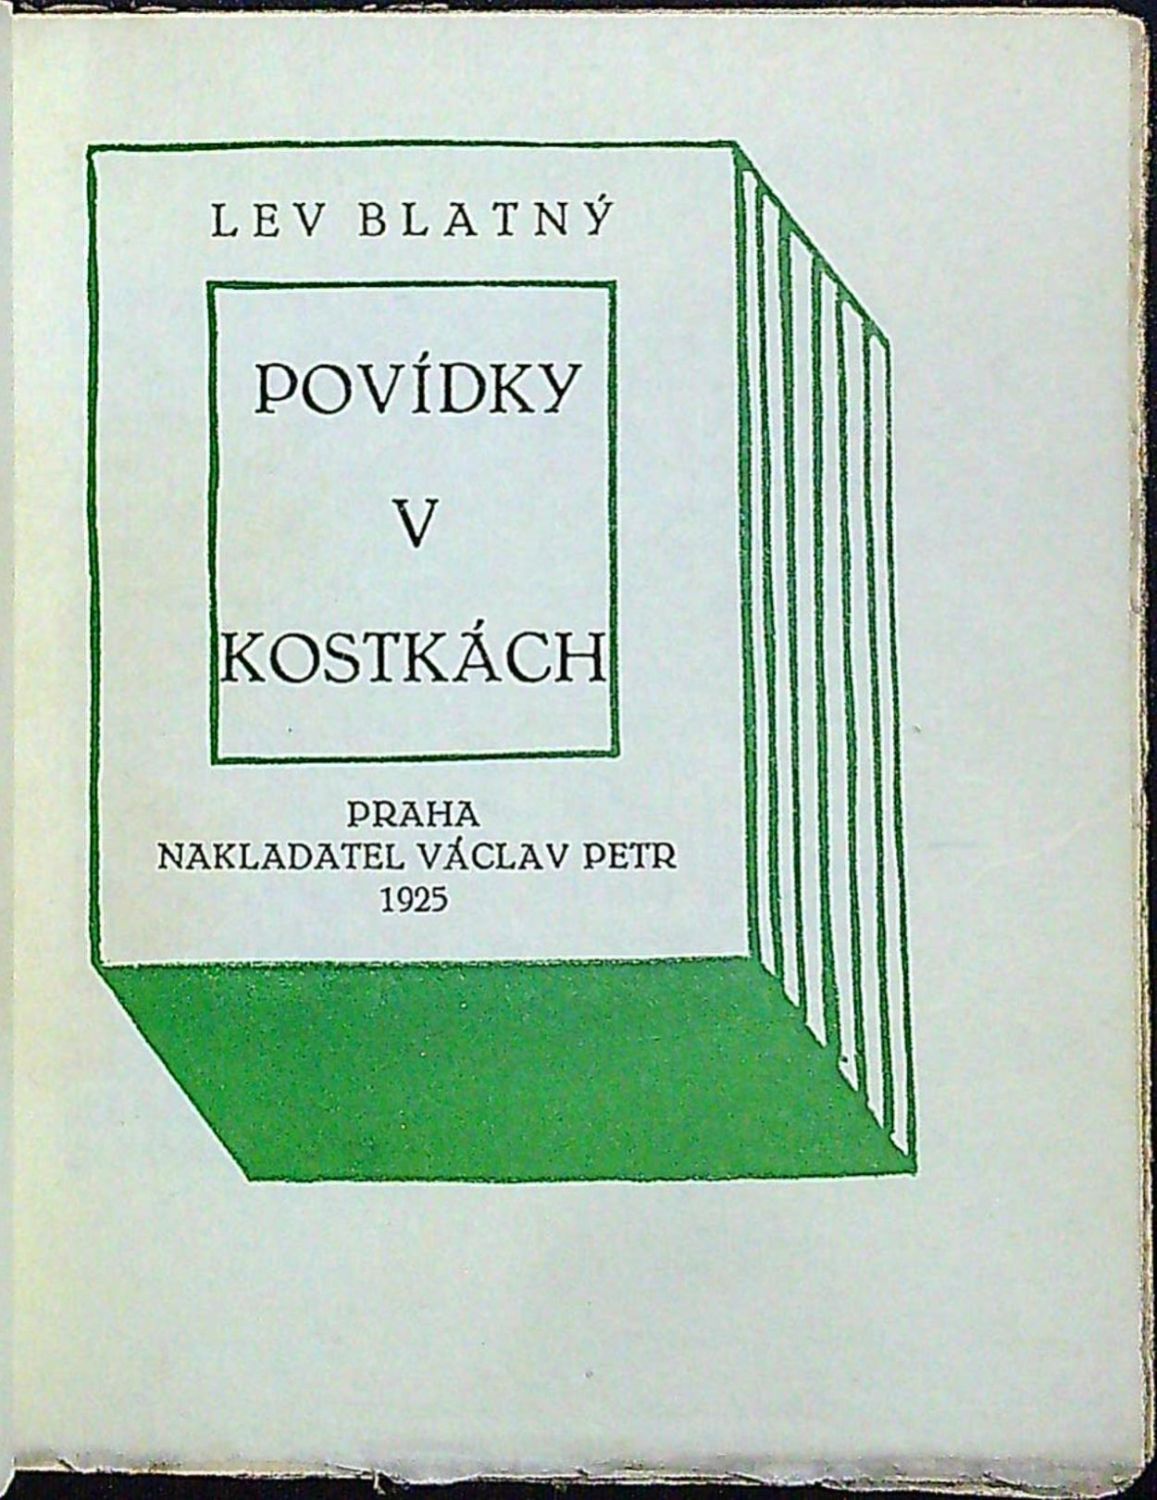 LEV BLATNÝ
POVÍDKY
V
KOSTKÁCH
PRAHA
NAKLADATEL VÁCLAV PETR
1925